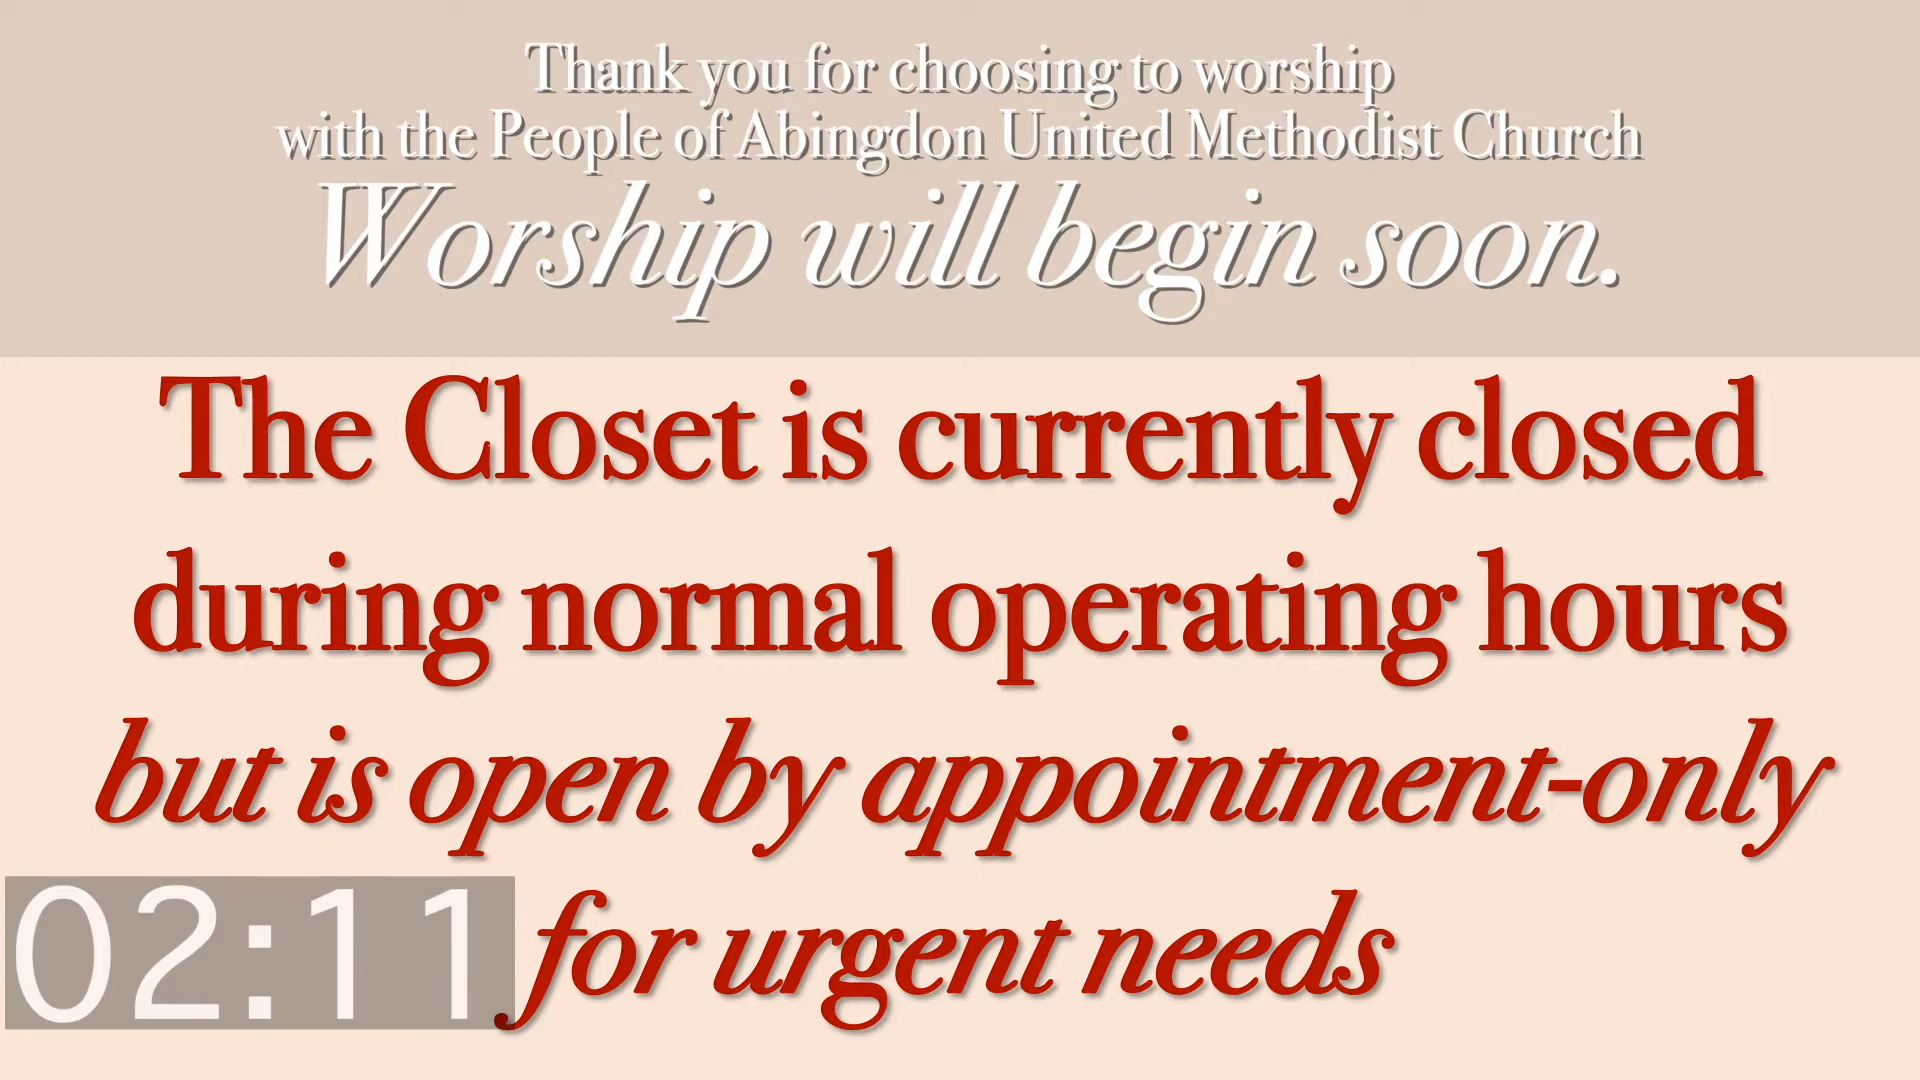 Thank you for choosing to worship
with the People of Abingdon United Methodist Church
Worship will begin soon.
The Closet is currently closed
during normal operating hours
but is open by appointment-only
for urgent needs
02:11